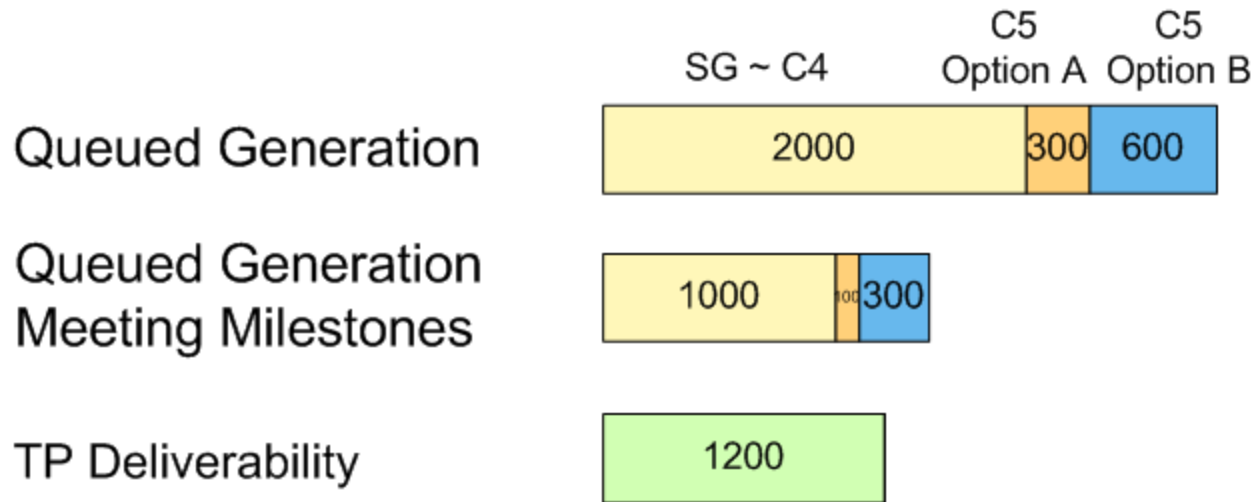 C5 C5
SG ~ C4 Option A Option B
Queued Generation 2000 300 600
Queued Generation
Meeting Milestones 1000 100 300
TP Deliverability 1200